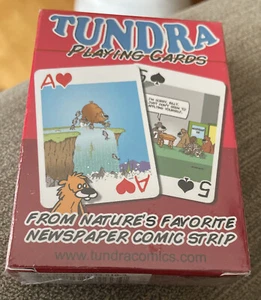 TUNDRA
PLAYING CARDS
A
5
A
5
FROM NATURE'S FAVORITE
NEWSPAPER COMIC STRIP
www.tundracomics.com